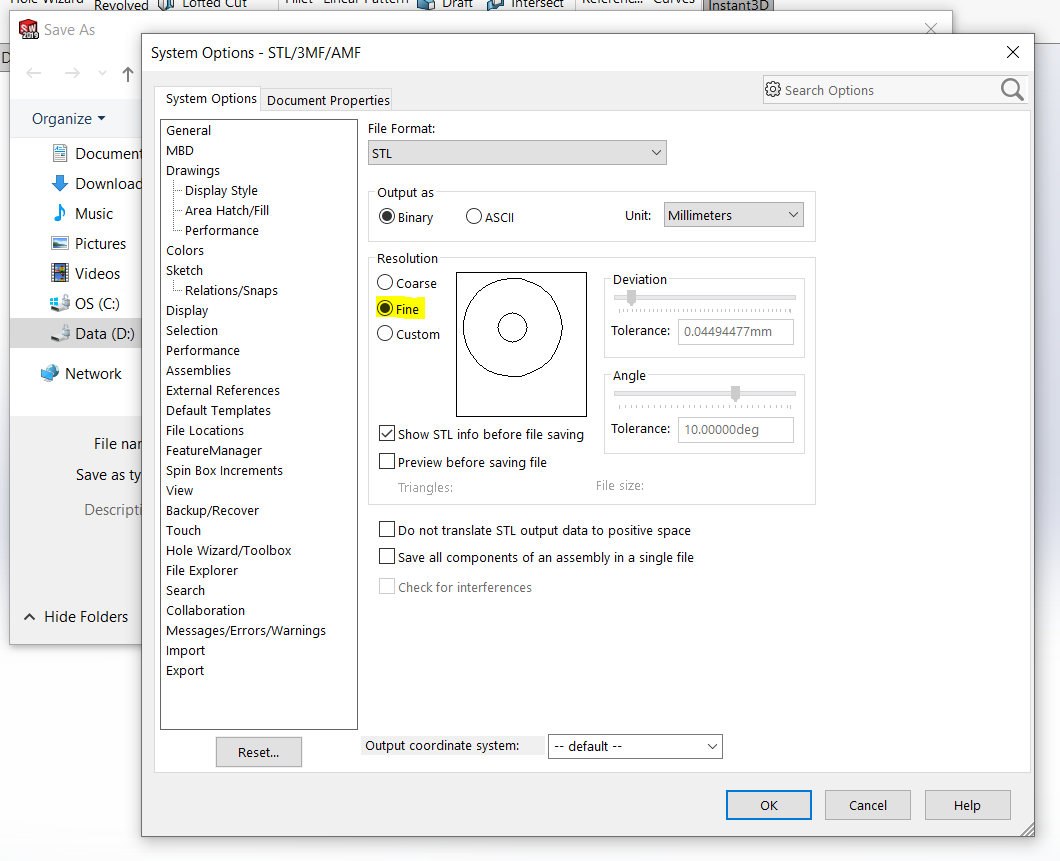 Revolved Lofted Cut Linear Pattern Draft Intersect Curves Instant3D
SW
2019
Save As
System Options - STL/3MF/AMF
System Options
Document Properties
Search Options
Organize
Downloads
Music
Pictures
Videos
OS (C:)
Data (D:)
Network
File nar
Save as ty
Descripti
Hide Folders
General
MBD
Drawings
Display Style
Area Hatch/Fill
Performance
Colors
Sketch
Relations/Snaps
Display
Selection
Performance
Assemblies
External References
Default Templates
File Locations
FeatureManager
Spin Box Increments
View
Backup/Recover
Touch
Hole Wizard/Toolbox
File Explorer
Search
Collaboration
Messages/Errors/Warnings
Import
Export
Reset...
File Format:
STL
Output as
Binary
ASCII
Unit:
Millimeters
Resolution
Coarse
Fine
Custom
Deviation
Tolerance:
0.04494477mm
Angle
Tolerance:
10.00000deg
Show STL info before file saving
Preview before saving file
Triangles:
File size:
Do not translate STL output data to positive space
Save all components of an assembly in a single file
Check for interferences
Output coordinate system:
-- default --
OK
Cancel
Help